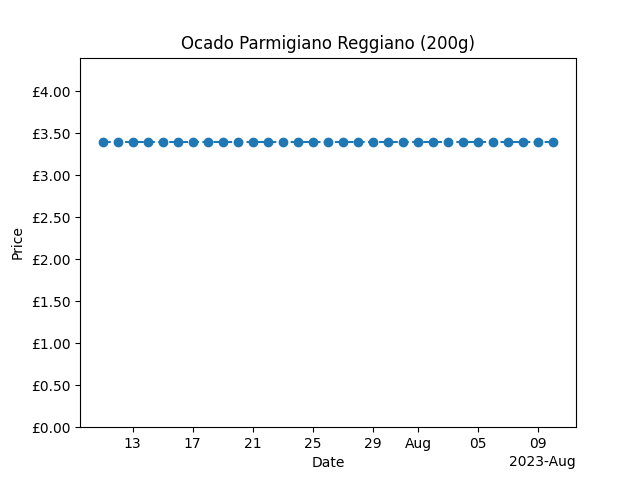 Ocado Parmigiano Reggiano (200g)
£4.00
£3.50
£3.00
£2.50
£2.00
£1.50
£1.00
£0.50
£0.00
Price
13 17 21 25 29 Aug 05 09
Date
2023-Aug